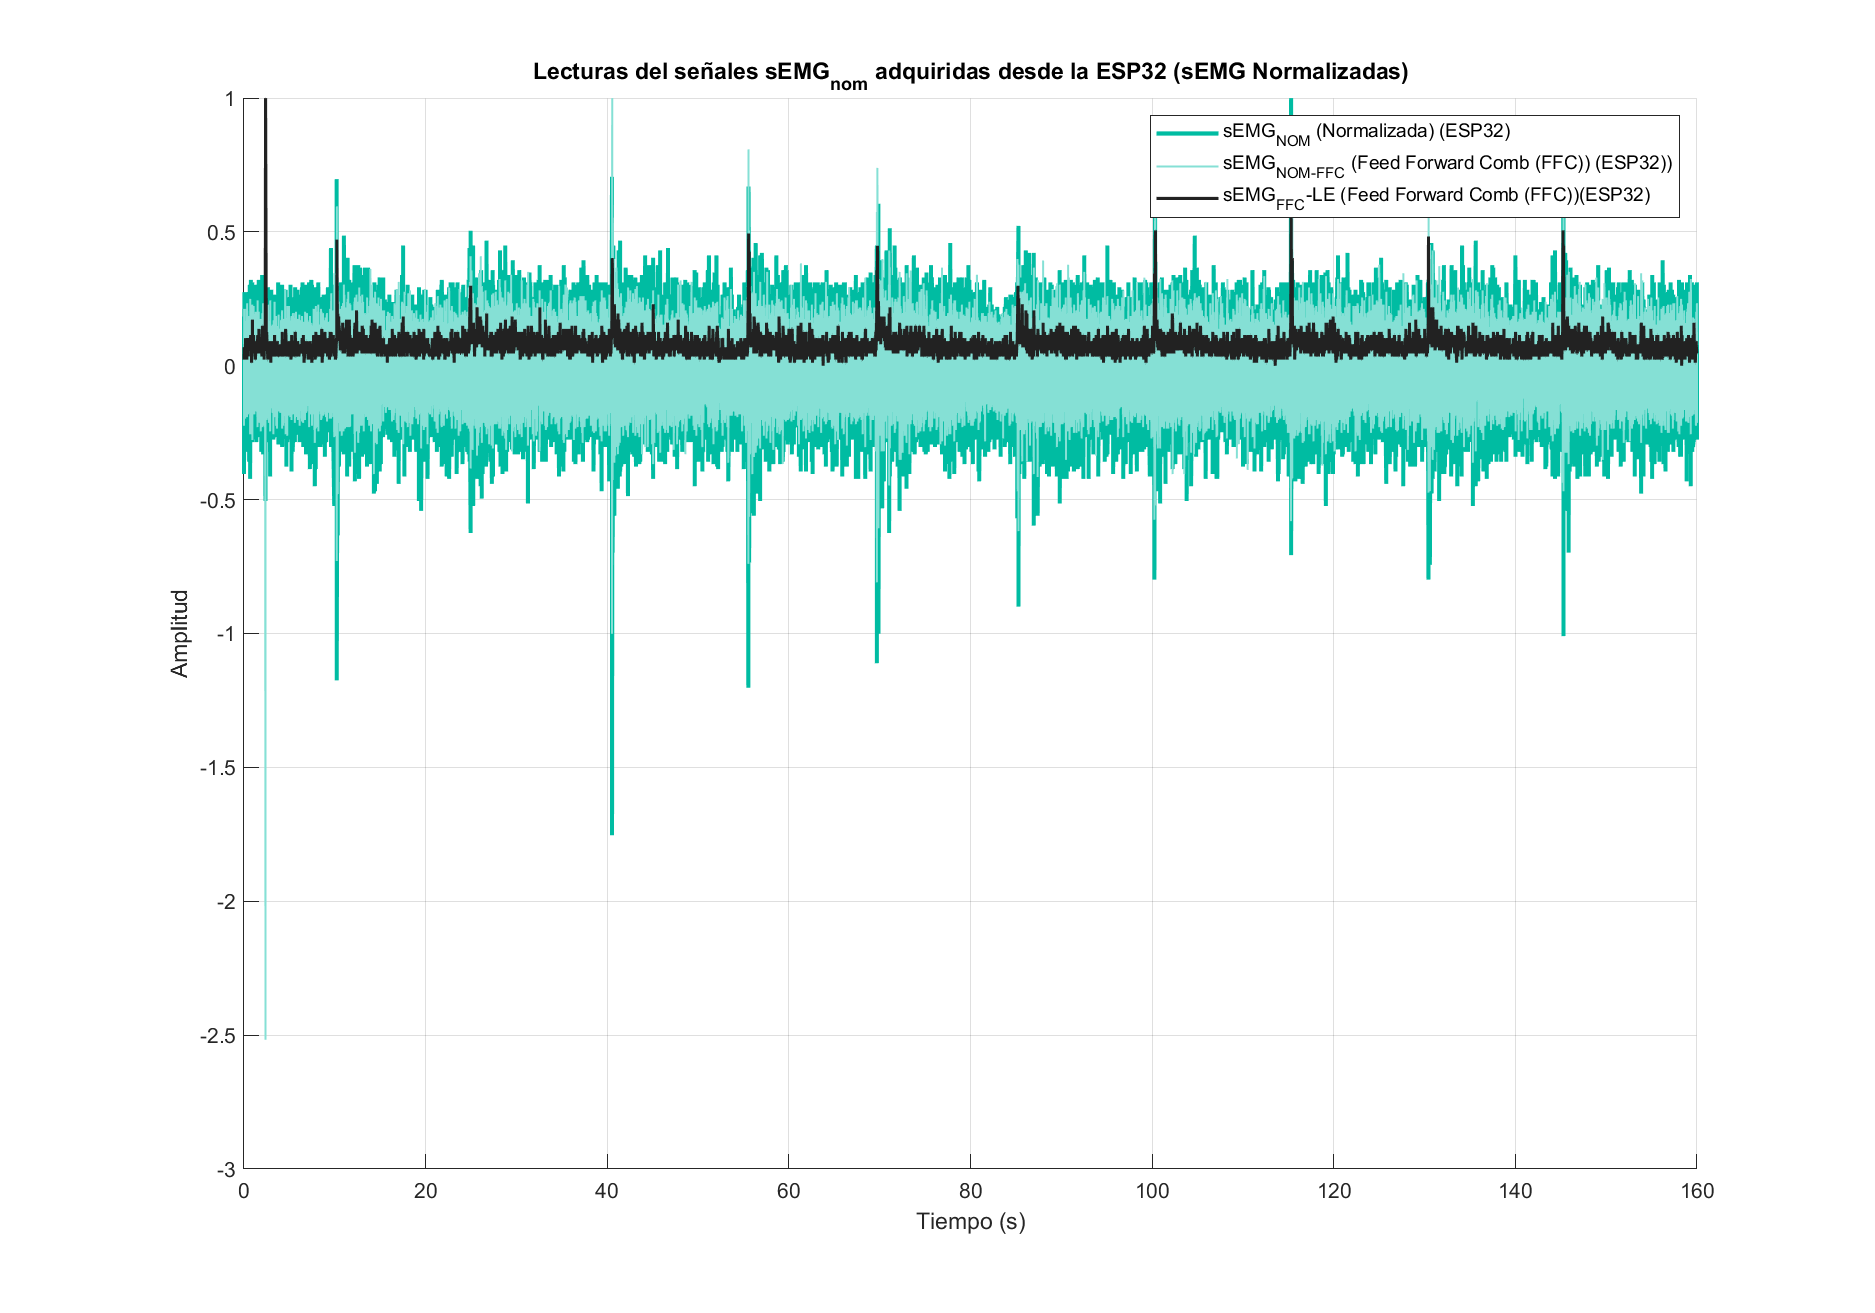 Lecturas del señales sEMGnom adquiridas desde la ESP32 (sEMG Normalizadas)
sEMGNOM (Normalizada) (ESP32)
sEMGNOM-FFC (Feed Forward Comb (FFC)) (ESP32))
sEMGFFC-LE (Feed Forward Comb (FFC))(ESP32)
Amplitud
1
0.5
0
-0.5
-1
-1.5
-2
-2.5
-3
0 20 40 60 80 100 120 140 160
Tiempo (s)